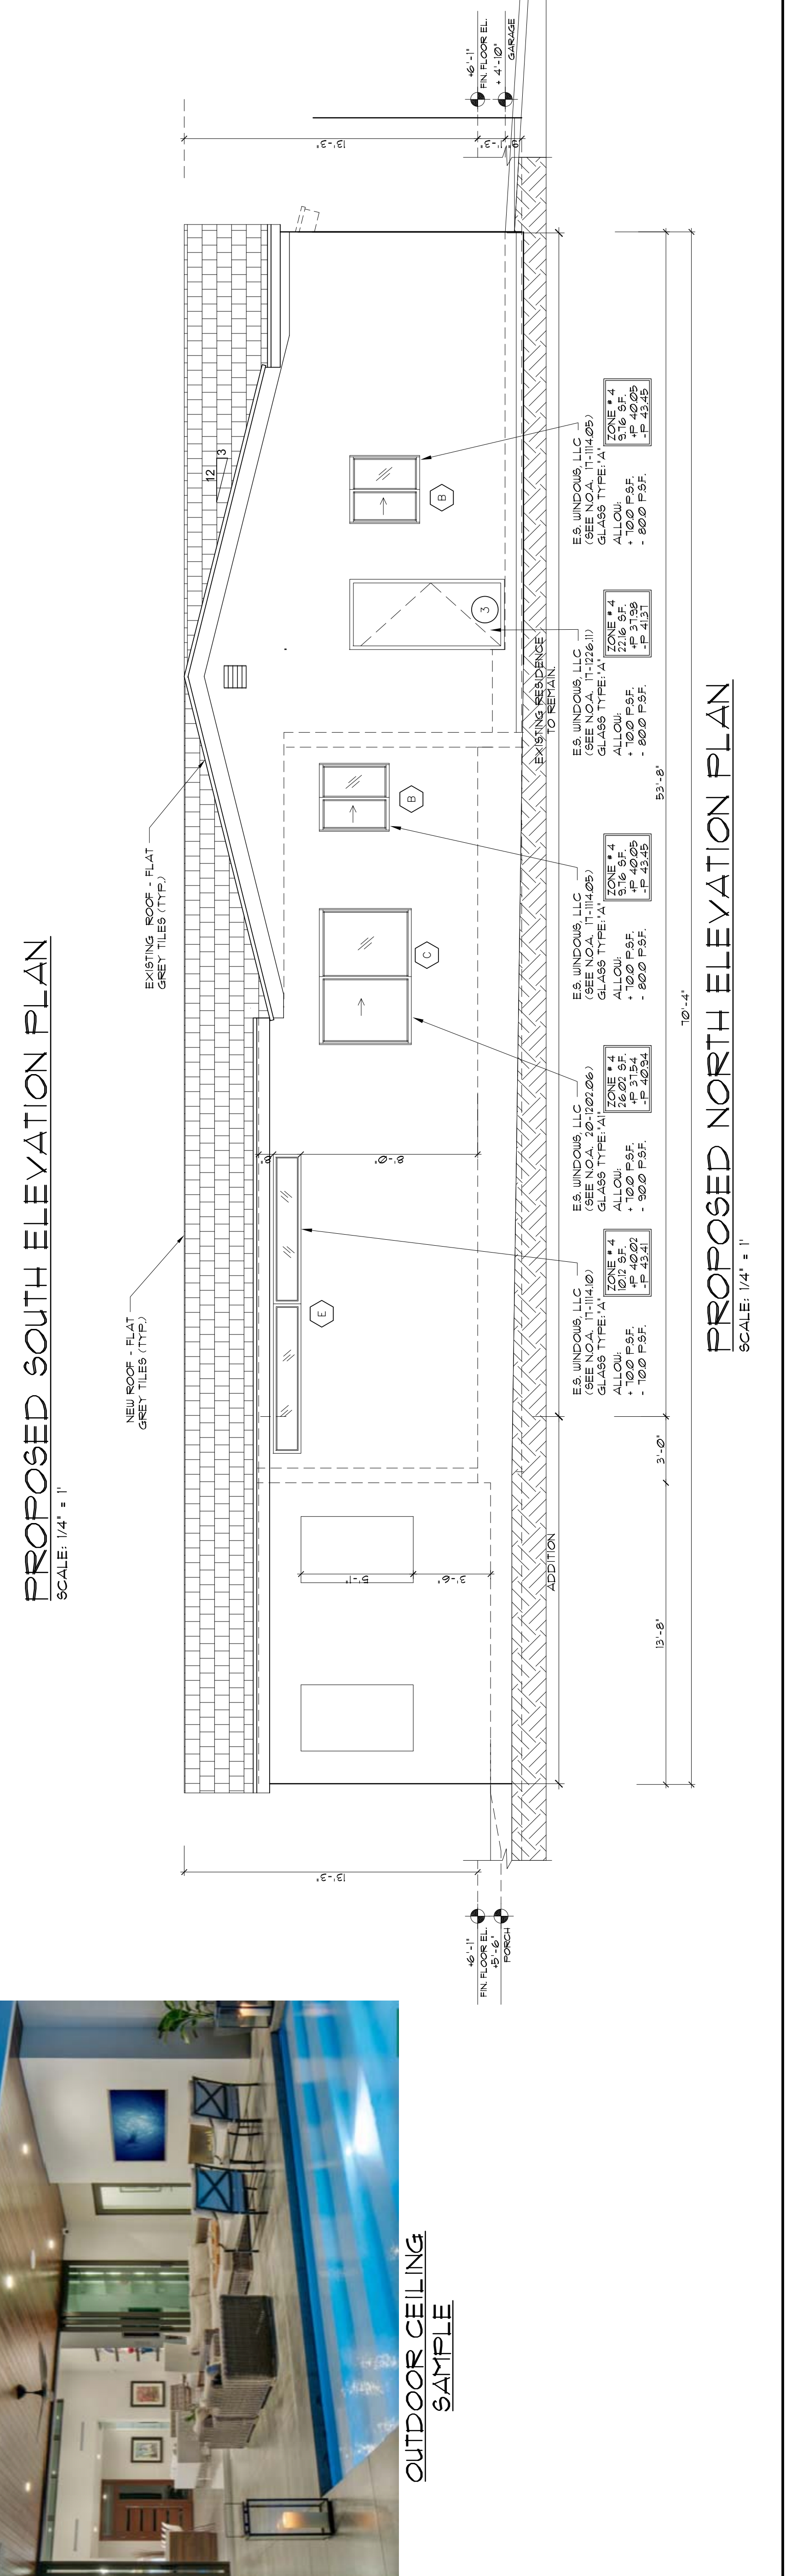 PROPOSED SOUTH ELEVATION PLAN
SCALE: 1/4" = 1'
NEW ROOF - FLAT
GREY TILES (TYP.)
EXISTING ROOF - FLAT
GREY TILES (TYP.)
12
3
13'-3"
+6'-1"
FIN. FLOOR EL.
+5'-6"
PORCH
13'-3"
1'-3"
9"
+6'-1"
FIN. FLOOR EL.
+ 4'-10"
GARAGE
5'-1"
3'-6"
8"
8'-0"
E
C
B
3
B
ADDITION
EXISTING RESIDENCE
TO REMAIN.
E.S. WINDOWS, LLC
(SEE N.O.A. 17-1114.10)
GLASS TYPE: "A"
ALLOW:
+ 70.0 P.S.F.
- 70.0 P.S.F.
ZONE # 4
10.12 S.F.
+P 40.02
-P 43.41
E.S. WINDOWS, LLC
(SEE N.O.A. 20-1202.06)
GLASS TYPE: "A1"
ALLOW:
+ 70.0 P.S.F.
- 90.0 P.S.F.
ZONE # 4
26.02 S.F.
+P 37.54
-P 40.94
E.S. WINDOWS, LLC
(SEE N.O.A. 17-1114.05)
GLASS TYPE: "A"
ALLOW:
+ 70.0 P.S.F.
- 80.0 P.S.F.
ZONE # 4
9.76 S.F.
+P 40.05
-P 43.45
E.S. WINDOWS, LLC
(SEE N.O.A. 17-1226.11)
GLASS TYPE: "A"
ALLOW:
+ 70.0 P.S.F.
- 80.0 P.S.F.
ZONE # 4
22.16 S.F.
+P 37.98
-P 41.37
E.S. WINDOWS, LLC
(SEE N.O.A. 17-1114.05)
GLASS TYPE: "A"
ALLOW:
+ 70.0 P.S.F.
- 80.0 P.S.F.
ZONE # 4
9.76 S.F.
+P 40.05
-P 43.45
13'-8"
3'-0"
53'-8"
70'-4"
PROPOSED NORTH ELEVATION PLAN
SCALE: 1/4" = 1'
OUTDOOR CEILING
SAMPLE